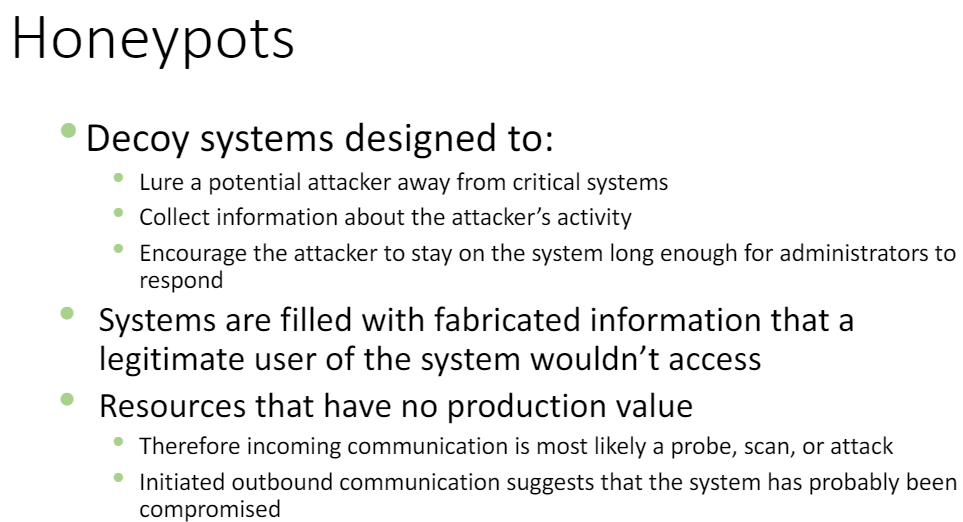 Honeypots
Decoy systems designed to:
Lure a potential attacker away from critical systems
Collect information about the attacker’s activity
Encourage the attacker to stay on the system long enough for administrators to
respond
Systems are filled with fabricated information that a
legitimate user of the system wouldn’t access
Resources that have no production value
Therefore incoming communication is most likely a probe, scan, or attack
Initiated outbound communication suggests that the system has probably been
compromised